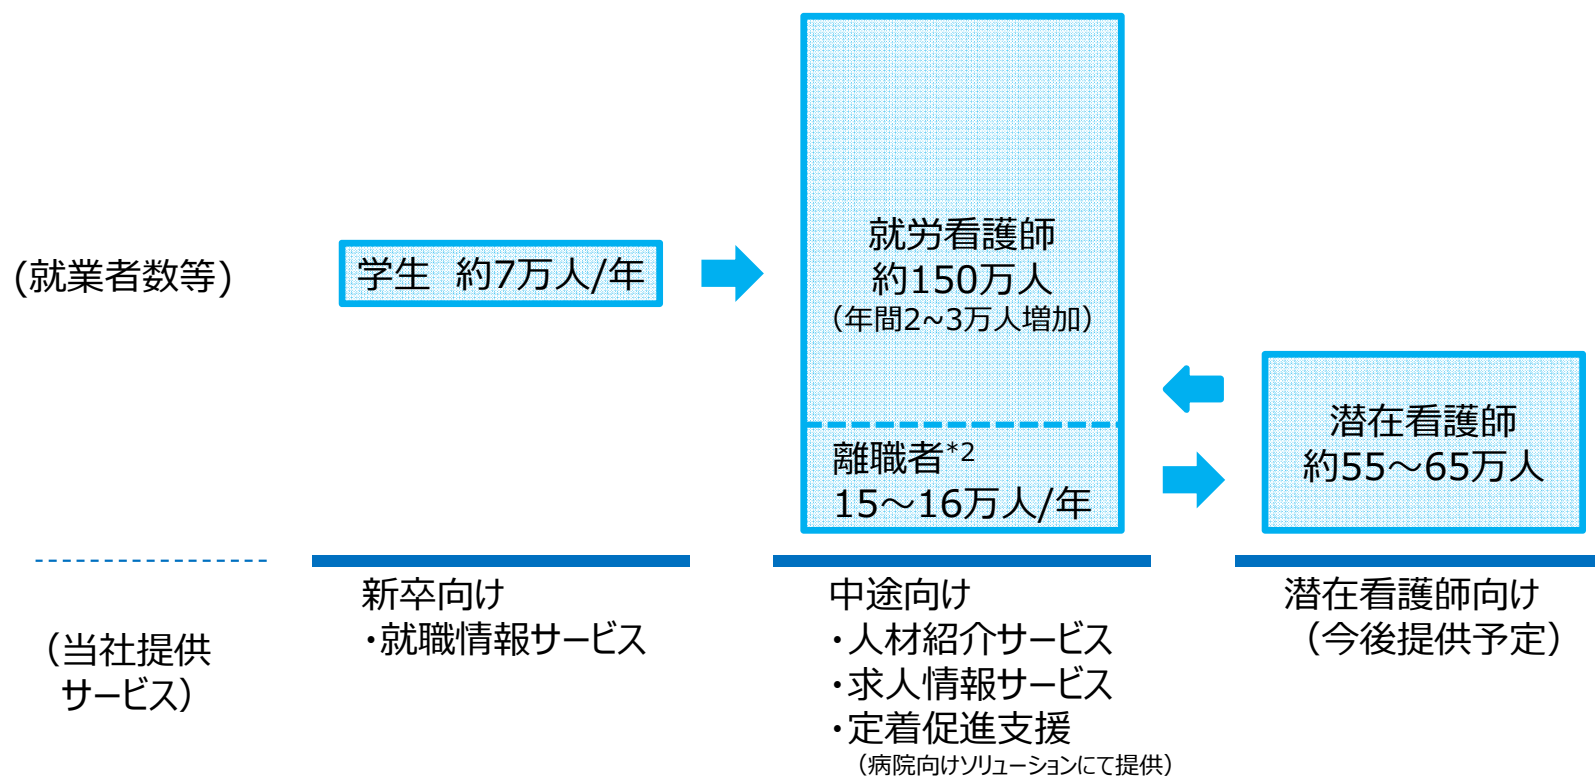 (就業者数等)
学生 約7万人/年
就労看護師
約150万人
（年間2~3万人増加）
離職者*2
15～16万人/年
潜在看護師
約55～65万人
新卒向け
・就職情報サービス
中途向け
・人材紹介サービス
・求人情報サービス
・定着促進支援
（病院向けソリューションにて提供）
潜在看護師向け
（今後提供予定）
（当社提供
サービス）